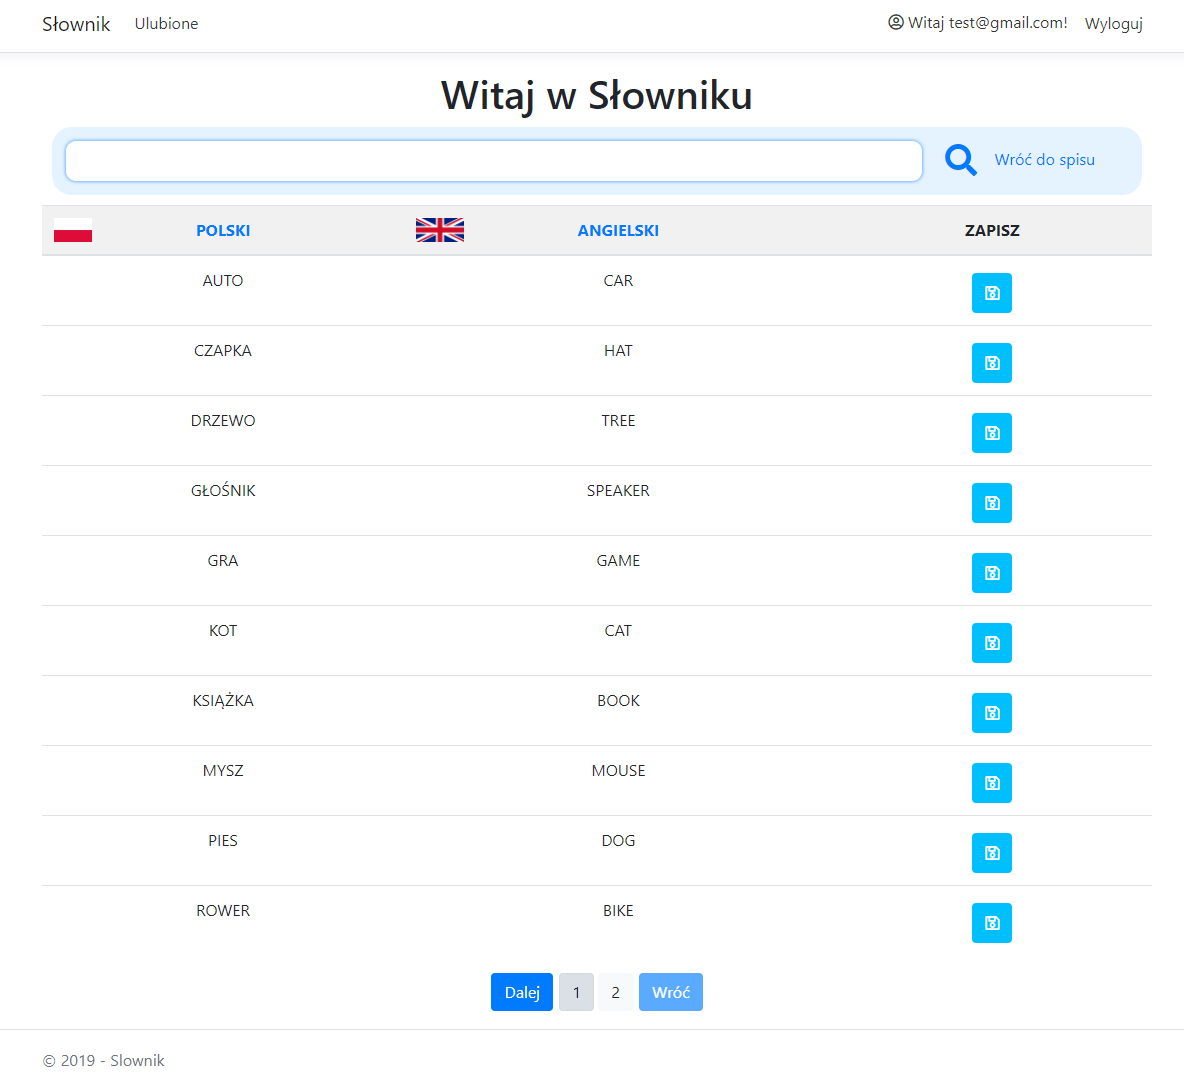 Słownik Ulubione Witaj test@gmail.com! Wyloguj
Witaj w Słowniku
Wróć do spisu
POLSKI ANGIELSKI ZAPISZ
AUTO CAR
CZAPKA HAT
DRZEWO TREE
GŁOŚNIK SPEAKER
GRA GAME
KOT CAT
KSIĄŻKA BOOK
MYSZ MOUSE
PIES DOG
ROWER BIKE
Dalej 1 2 Wróć
© 2019 - Slownik